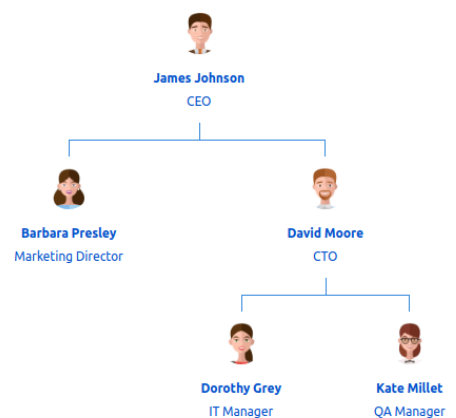 James Johnson
CEO
Barbara Presley
Marketing Director
David Moore
CTO
Dorothy Grey
IT Manager
Kate Millet
QA Manager